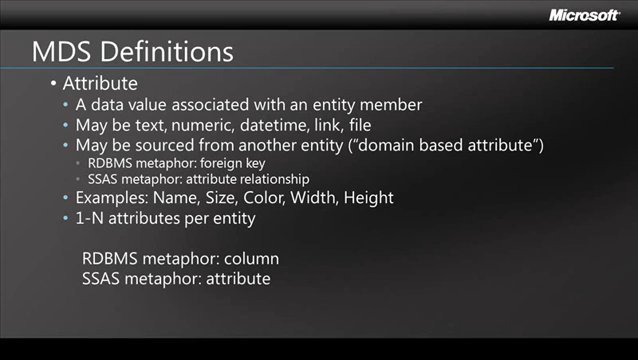 Microsoft
MDS Definitions
• Attribute
• A data value associated with an entity member
• May be text, numeric, datetime, link, file
• May be sourced from another entity (“domain based attribute”)
• RDBMS metaphor: foreign key
• SSAS metaphor: attribute relationship
• Examples: Name, Size, Color, Width, Height
• 1-N attributes per entity
RDBMS metaphor: column
SSAS metaphor: attribute